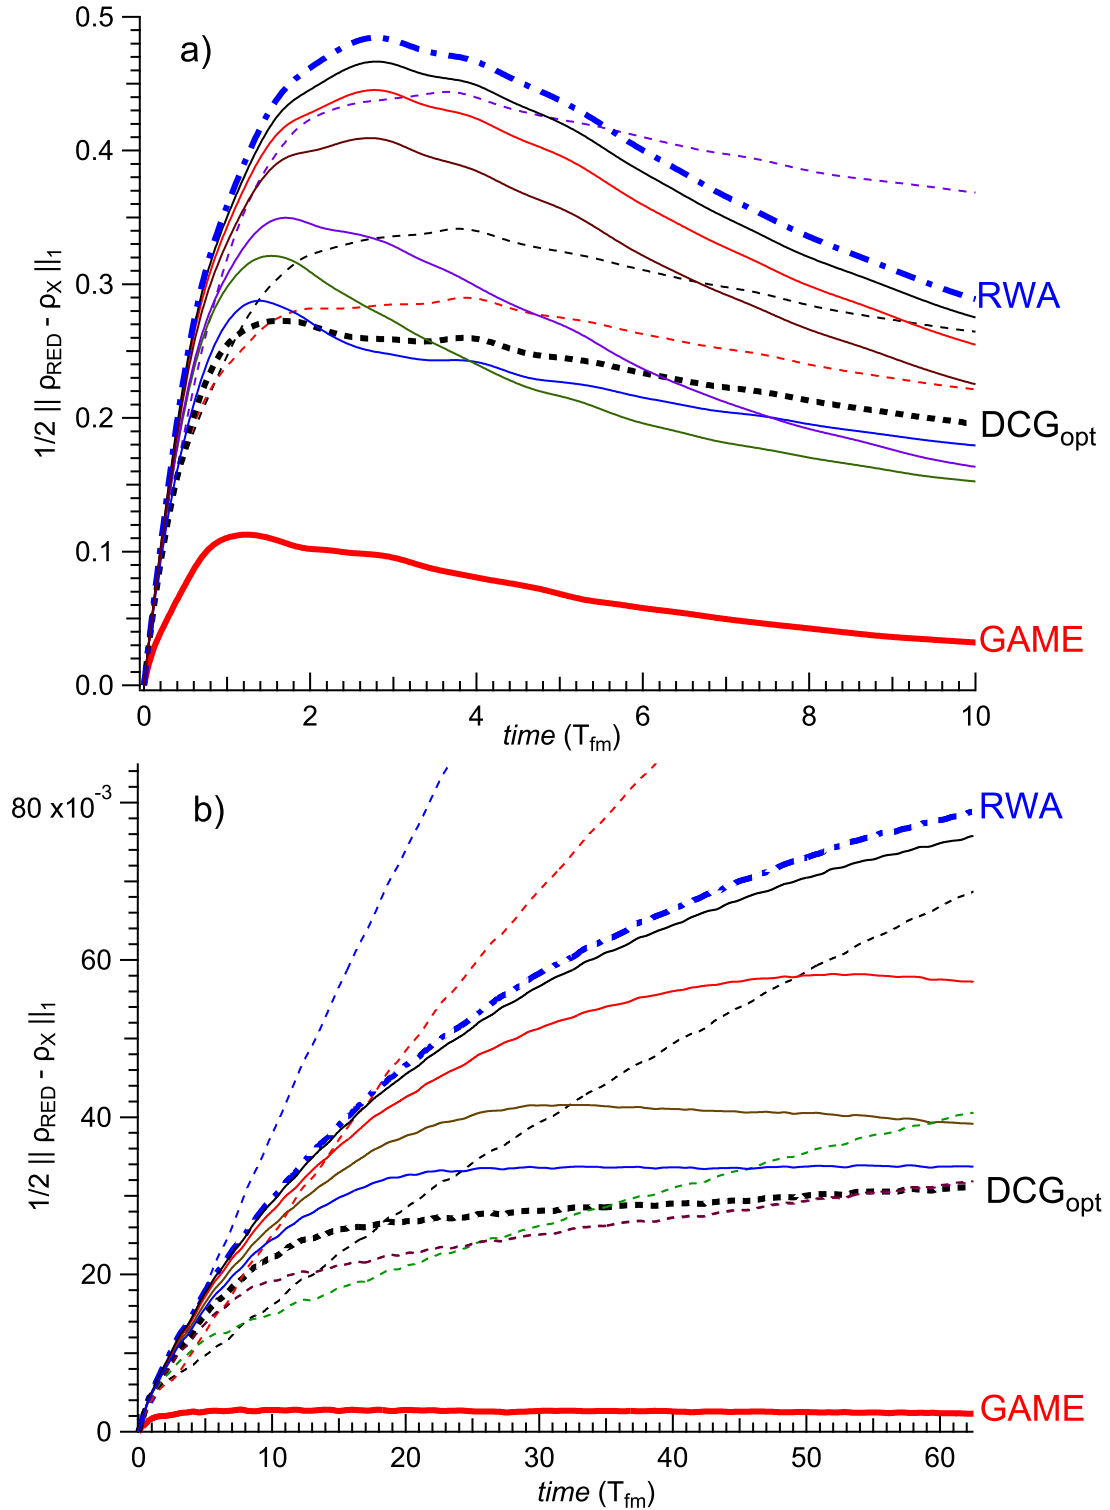 0.5
a)
0.4
0.3
0.2
0.1
0.0
1/2 || ρRED - ρX ||1
RWA
DCGopt
GAME
0 2 4 6 8 10
time (Tfm)
80 x10-3
b)
60
40
20
0
1/2 || ρRED - ρX ||1
RWA
DCGopt
GAME
0 10 20 30 40 50 60
time (Tfm)